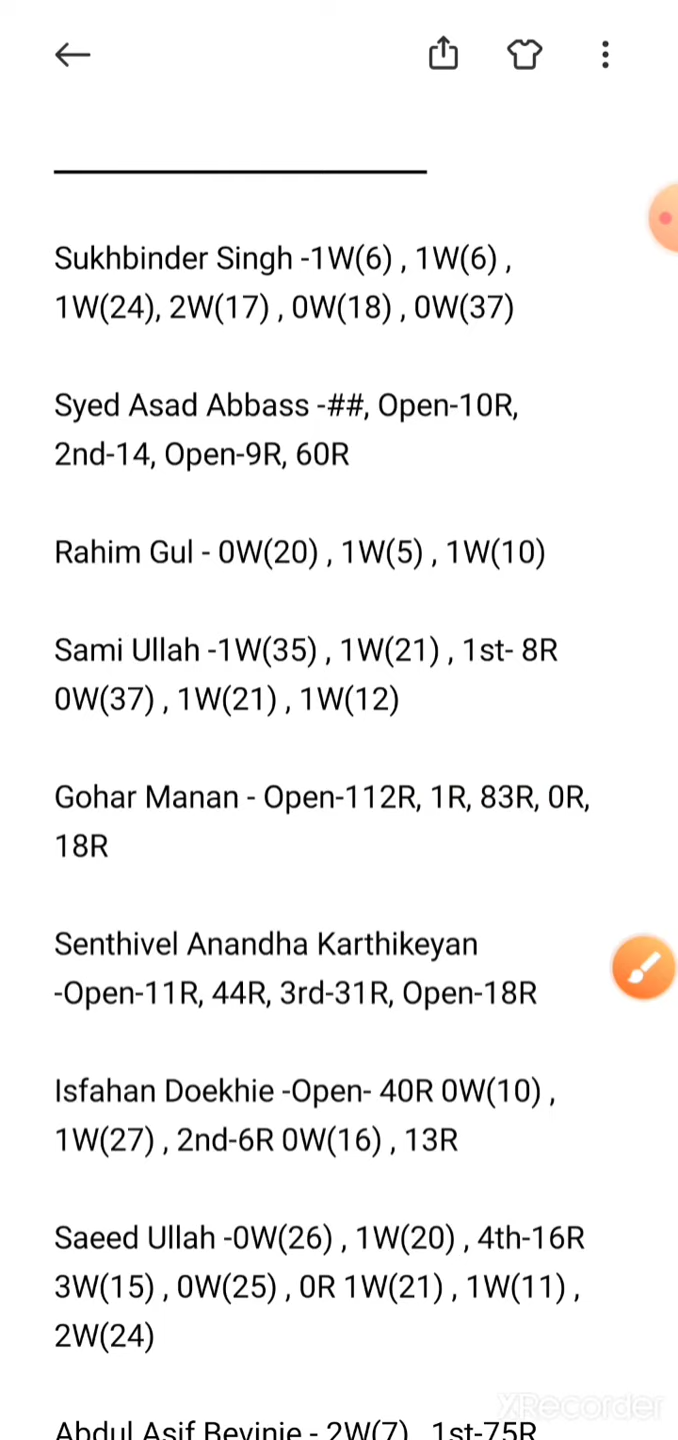 Sukhbinder Singh -1W(6) , 1W(6) ,
1W(24), 2W(17) , 0W(18) , 0W(37)
Syed Asad Abbass -##, Open-10R,
2nd-14, Open-9R, 60R
Rahim Gul - 0W(20) , 1W(5) , 1W(10)
Sami Ullah -1W(35) , 1W(21) , 1st- 8R
0W(37) , 1W(21) , 1W(12)
Gohar Manan - Open-112R, 1R, 83R, 0R,
18R
Senthivel Anandha Karthikeyan
-Open-11R, 44R, 3rd-31R, Open-18R
Isfahan Doekhie -Open- 40R 0W(10) ,
1W(27) , 2nd-6R 0W(16) , 13R
Saeed Ullah -0W(26) , 1W(20) , 4th-16R
3W(15) , 0W(25) , 0R 1W(21) , 1W(11) ,
2W(24)
Abdul Asif Bevinje - 2W(7) , 1st-75R
XRecorder